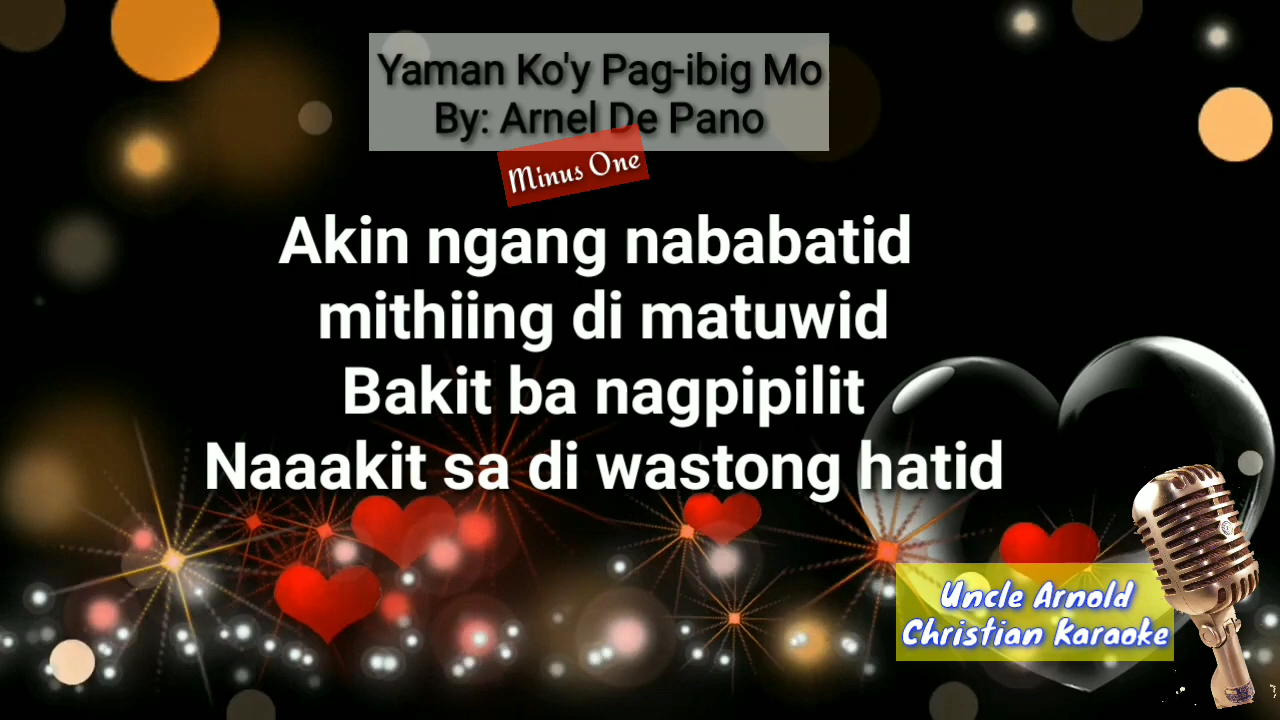 Yaman Ko'y Pag-ibig Mo
By: Arnel De Pano
Minus One
Akin ngang nababatid
mithiing di matuwid
Bakit ba nagpipilit
Naaakit sa di wastong hatid
Uncle Arnold
Christian Karaoke